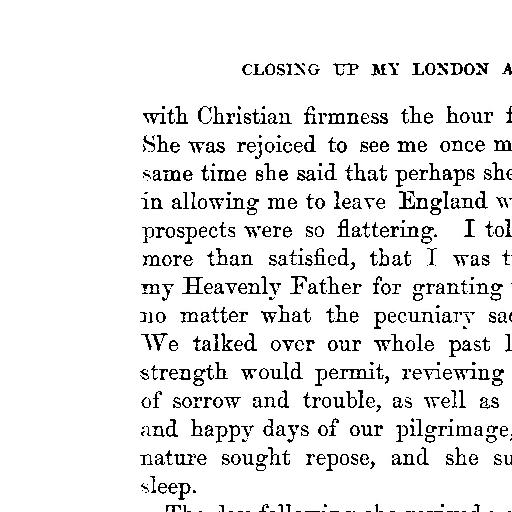 CLOSING UP MY LONDON
with Christian firmness the hour
She was rejoiced to see me once
same time she said that perhaps she
in allowing me to leave England
prospects were so flattering. I
more than satisfied, that I was
my Heavenly Father for granting
no matter what the pecuniary
We talked over our whole past
strength would permit, reviewing
of sorrow and trouble, as well as
and happy days of our pilgrimage,
nature sought repose, and she
sleep.